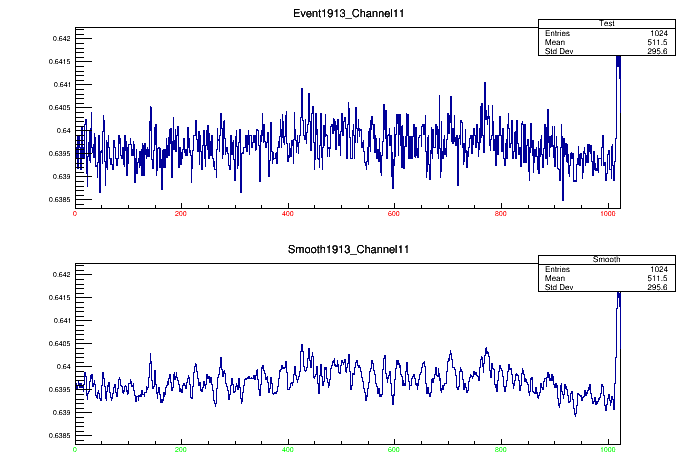 Event1913_Channel11
Test
Entries 1024
Mean 511.5
Std Dev 295.6
0.642
0.6415
0.641
0.6405
0.64
0.6395
0.639
0.6385
0 200 400 600 800 1000
Smooth1913_Channel11
Smooth
Entries 1024
Mean 511.5
Std Dev 295.6
0.642
0.6415
0.641
0.6405
0.64
0.6395
0.639
0.6385
0 200 400 600 800 1000